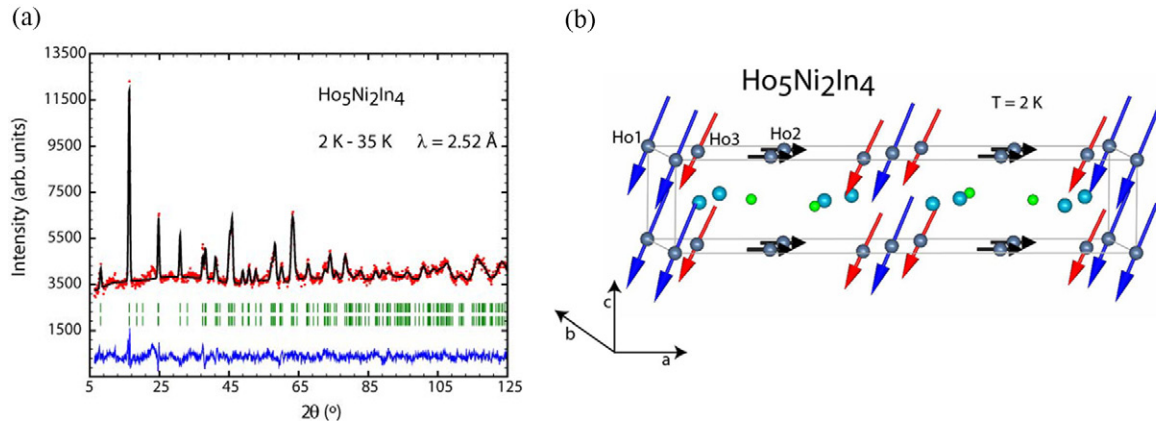 (a)
13500
11500
9500
7500
5500
3500
1500
Intensity (arb. units)
Ho5Ni2In4
2 K - 35 K λ = 2.52 Å
5 25 45 65 85 105 125
2θ (º)
(b)
Ho5Ni2In4
T = 2 K
Ho1
Ho3
Ho2
c
b
a